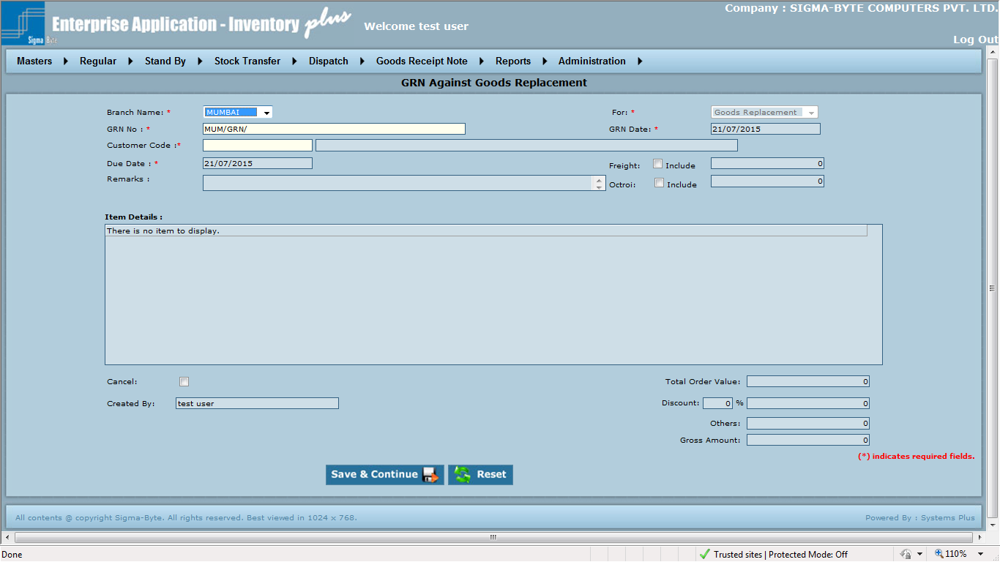 Company : SIGMA-BYTE COMPUTERS PVT. LTD.
Enterprise Application - Inventory plus Welcome test user
Sigma Byte
Log Out
Masters Regular Stand By Stock Transfer Dispatch Goods Receipt Note Reports Administration
GRN Against Goods Replacement
Branch Name: * MUMBAI For: * Goods Replacement
GRN No : * MUM/GRN/ GRN Date: * 21/07/2015
Customer Code :*
Due Date : * 21/07/2015 Freight: Include 0
Remarks : Octroi: Include 0
Item Details :
There is no item to display.
Cancel: Total Order Value: 0
Created By: test user Discount: 0 % 0
Others: 0
Gross Amount: 0
(*) indicates required fields.
Save & Continue Reset
All contents @ copyright Sigma-Byte. All rights reserved. Best viewed in 1024 x 768. Powered By : Systems Plus
Done Trusted sites | Protected Mode: Off 110%